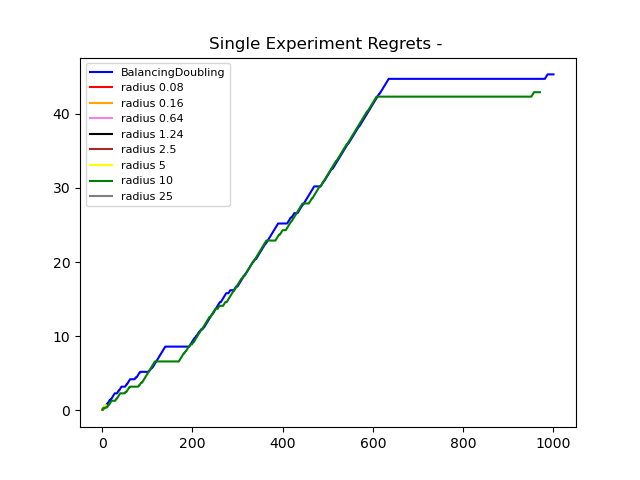 Single Experiment Regrets -
BalancingDoubling
radius 0.08
radius 0.16
radius 0.64
radius 1.24
radius 2.5
radius 5
radius 10
radius 25
40
30
20
10
0
0 200 400 600 800 1000